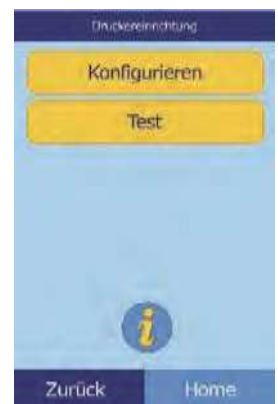 Druckereinrichtung
Konfigurieren
Test
i
Zurück Home